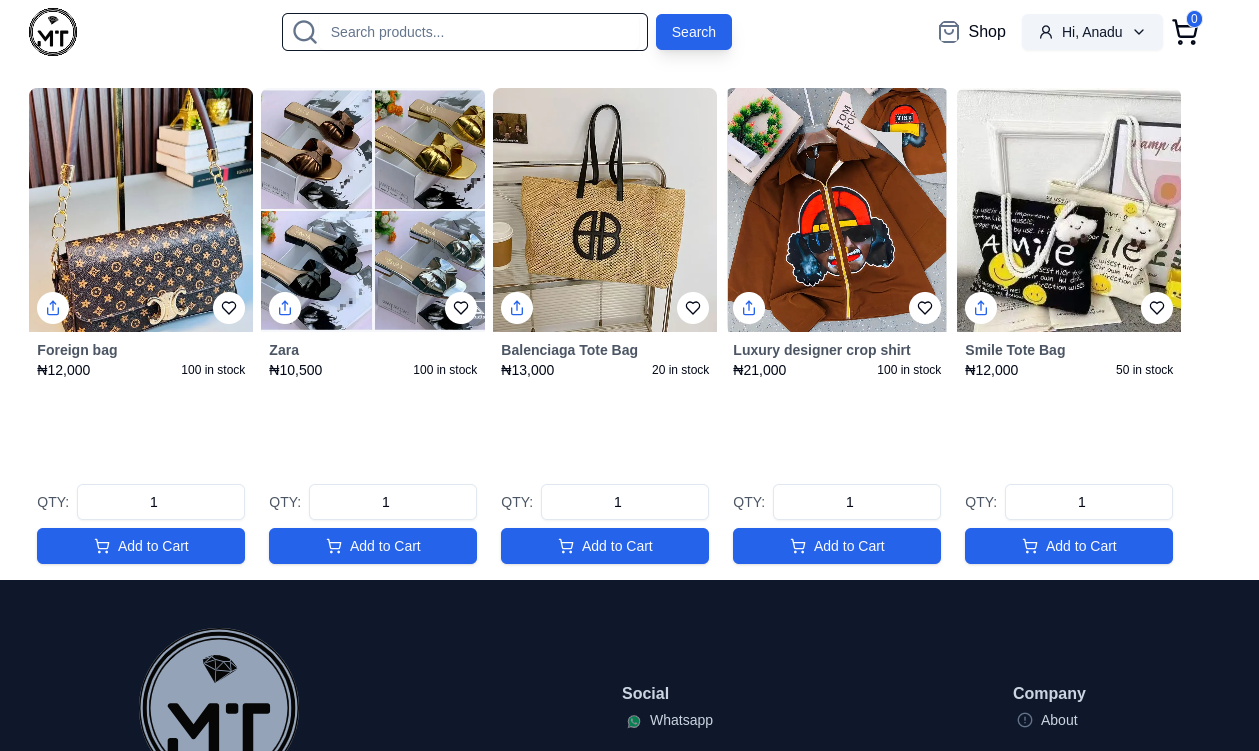 MT
Search products...
Search
Shop
Hi, Anadu
0
Foreign bag
₦12,000
100 in stock
QTY:
1
Add to Cart
Zara
₦10,500
100 in stock
QTY:
1
Add to Cart
Balenciaga Tote Bag
₦13,000
20 in stock
QTY:
1
Add to Cart
TOM
FOR
Luxury designer crop shirt
₦21,000
100 in stock
QTY:
1
Add to Cart
Smile Tote Bag
₦12,000
50 in stock
QTY:
1
Add to Cart
MT
Social
Whatsapp
Company
About